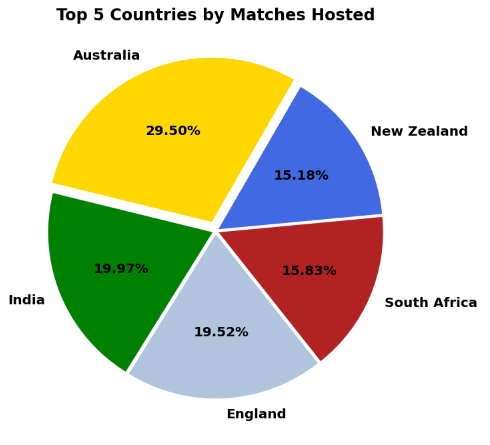 Top 5 Countries by Matches Hosted
Australia
29.50%
New Zealand
15.18%
19.97%
15.83%
India
South Africa
19.52%
England